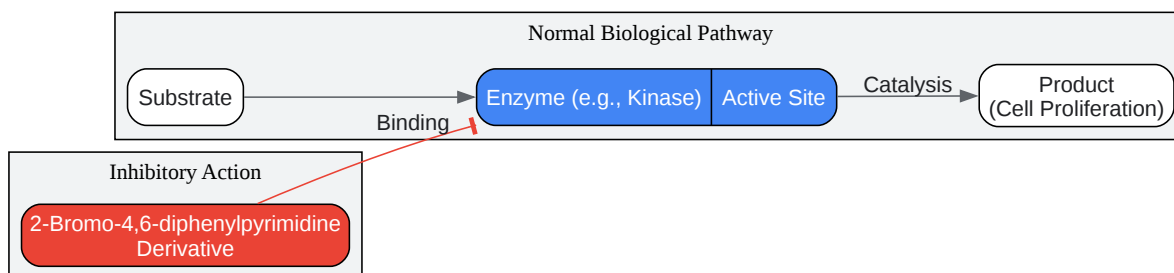 Normal Biological Pathway
Substrate
Enzyme (e.g., Kinase)
Active Site
Catalysis
Product
(Cell Proliferation)
Binding
Inhibitory Action
2-Bromo-4,6-diphenylpyrimidine
Derivative